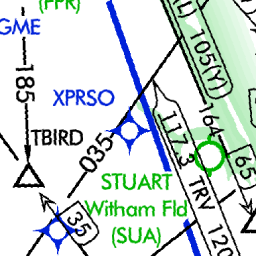 (FPR)
GME
105(Y)
185
XPRSO
164
TBIRD
117.3 TRV 120
035
65
STUART
Witham Fld
(SUA)
35